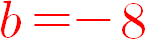 b = -8